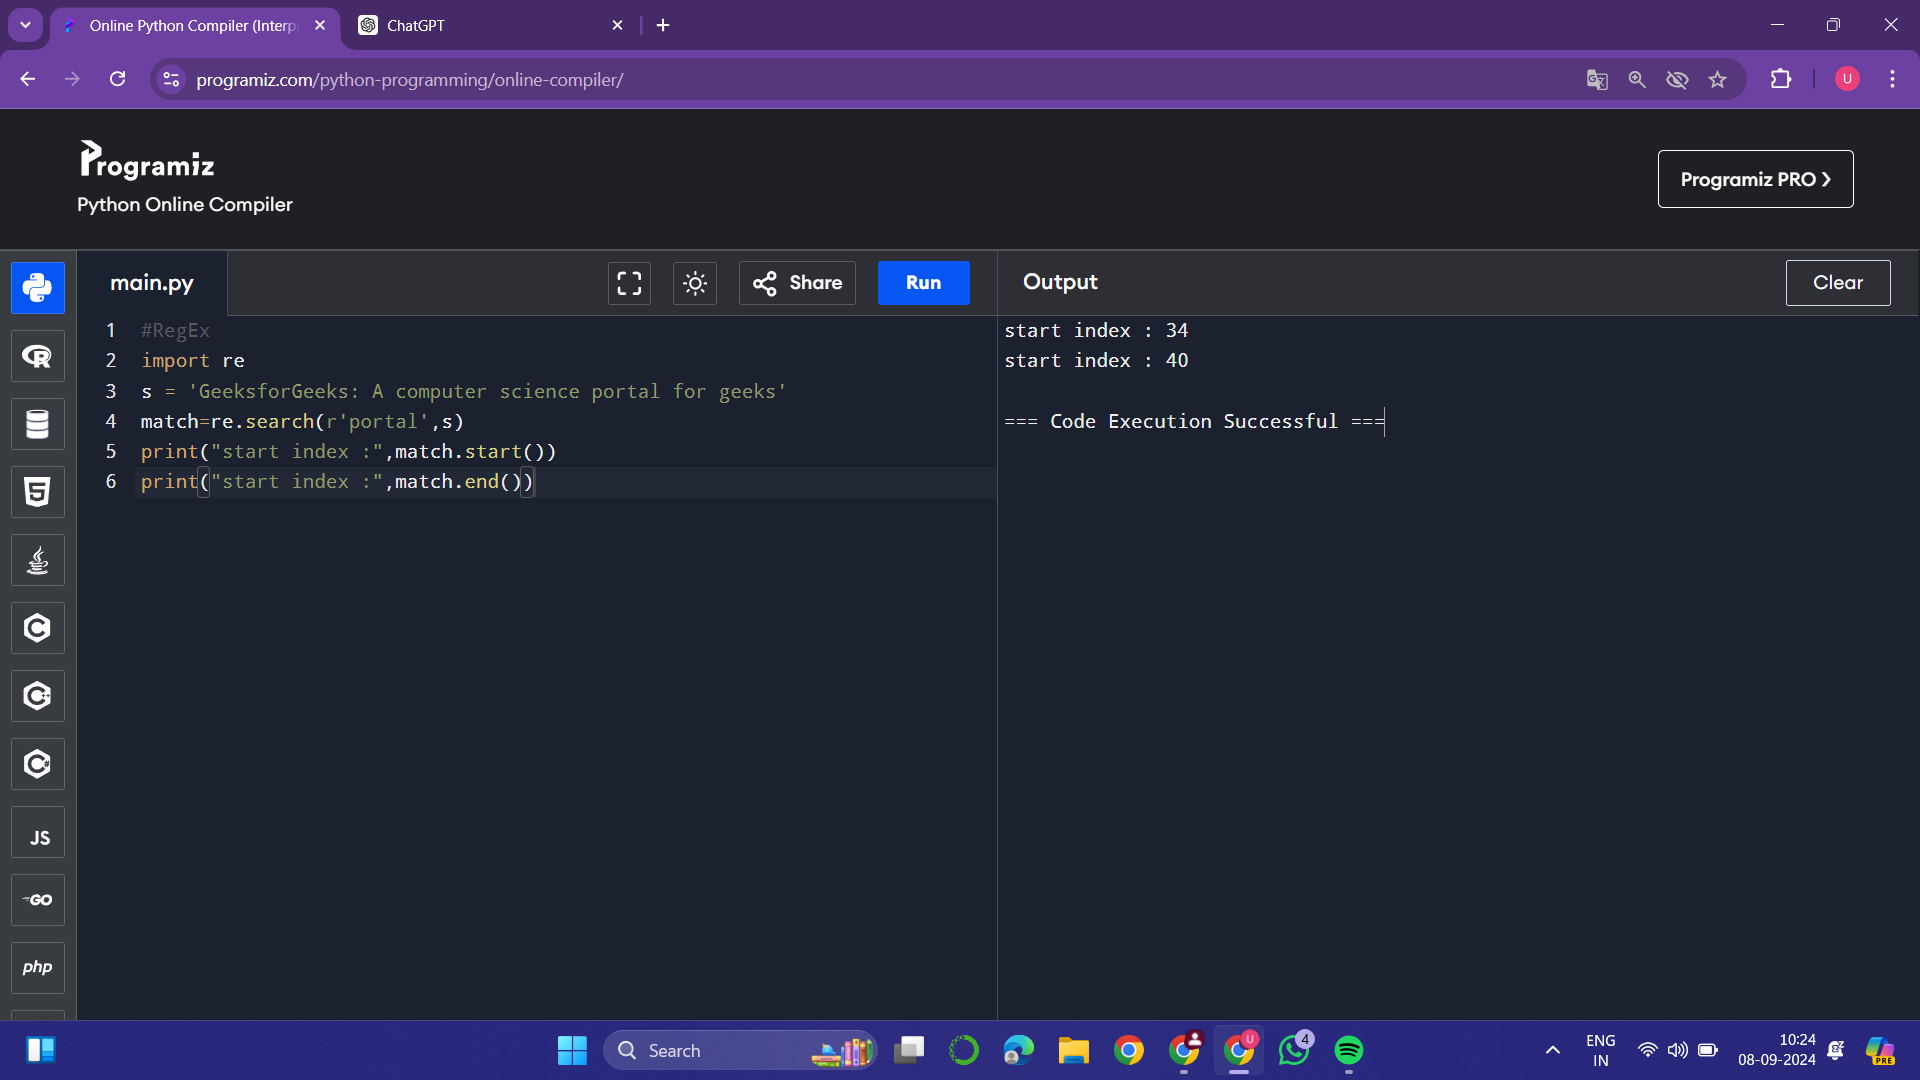 Online Python Compiler (Interp
ChatGPT
programiz.com/python-programming/online-compiler/
U
Programiz
Python Online Compiler
Programiz PRO ❯
main.py
Share
Run
Output
Clear
1 #RegEx
2 import re
3 s = 'GeeksforGeeks: A computer science portal for geeks'
4 match=re.search(r'portal',s)
5 print("start index :",match.start())
6 print("start index :",match.end())
start index : 34
start index : 40
=== Code Execution Successful ===
R
5
C
C++
C#
JS
GO
php
Search
U
4
ENG
IN
10:24
08-09-2024
PRE